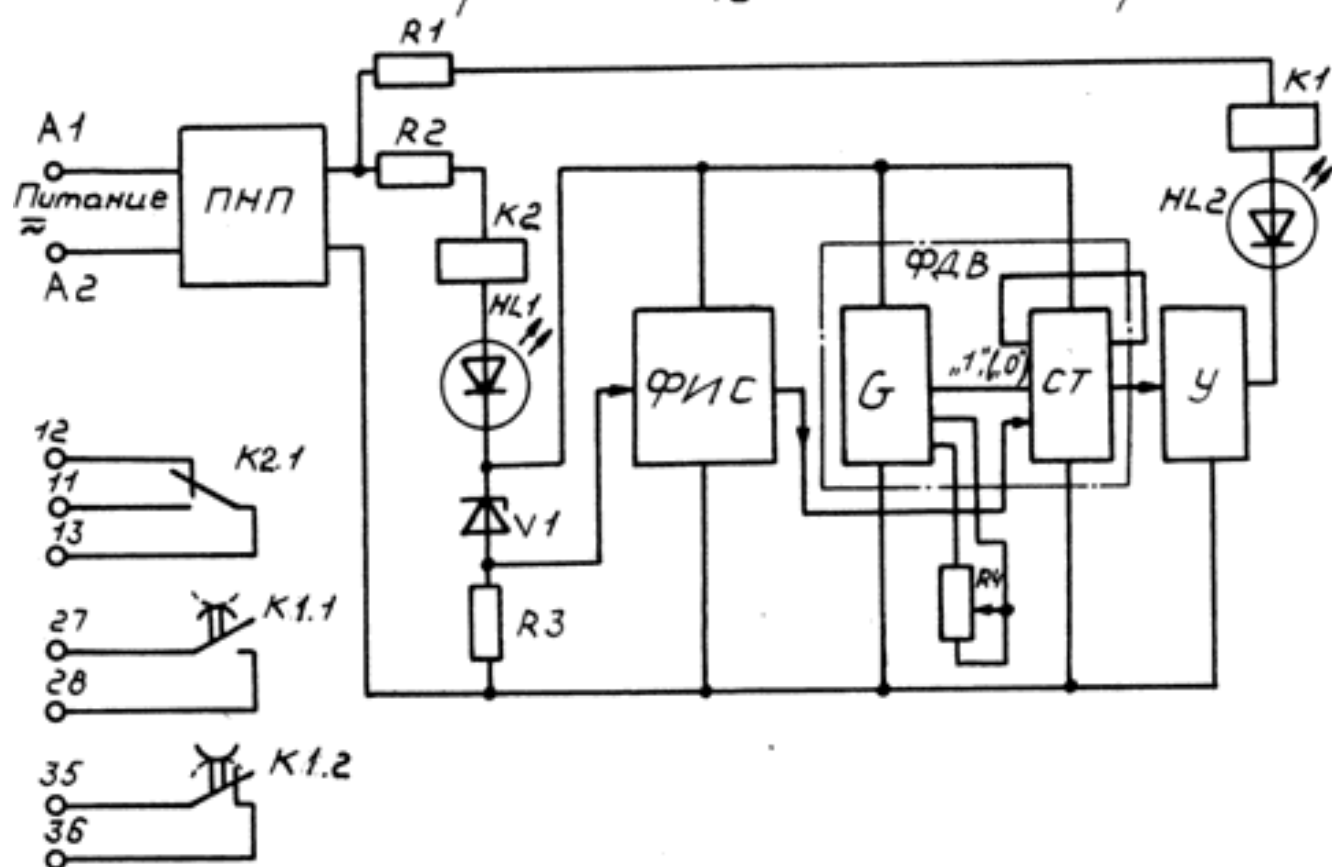 R1
K1
A1
R2
Питание
ПНП
K2
HL2
≂
A2
ФДВ
HL1
ФИС
G
„1",(„0")
СТ
У
12
K2.1
11
13
V1
R4
27
K1.1
R3
28
35
K1.2
36